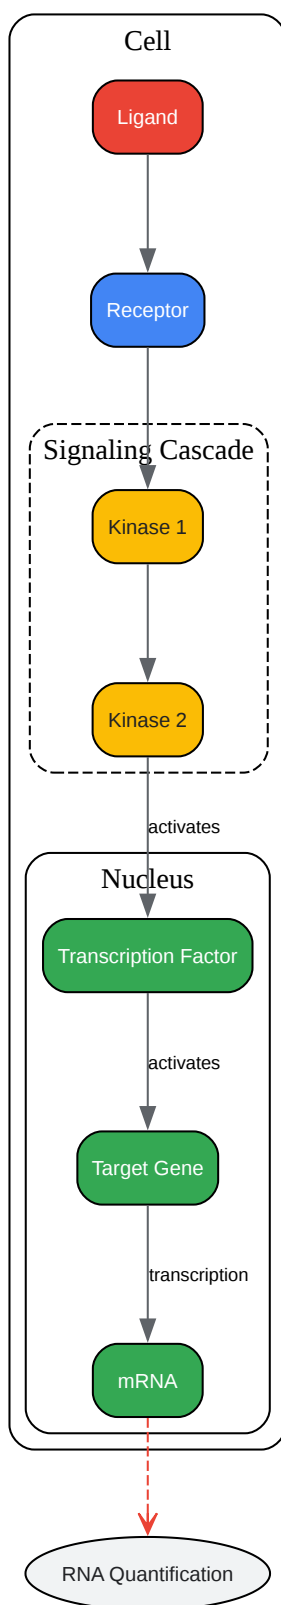 Cell
Ligand
Receptor
Signaling Cascade
Kinase 1
Kinase 2
activates
Nucleus
Transcription Factor
activates
Target Gene
transcription
mRNA
RNA Quantification